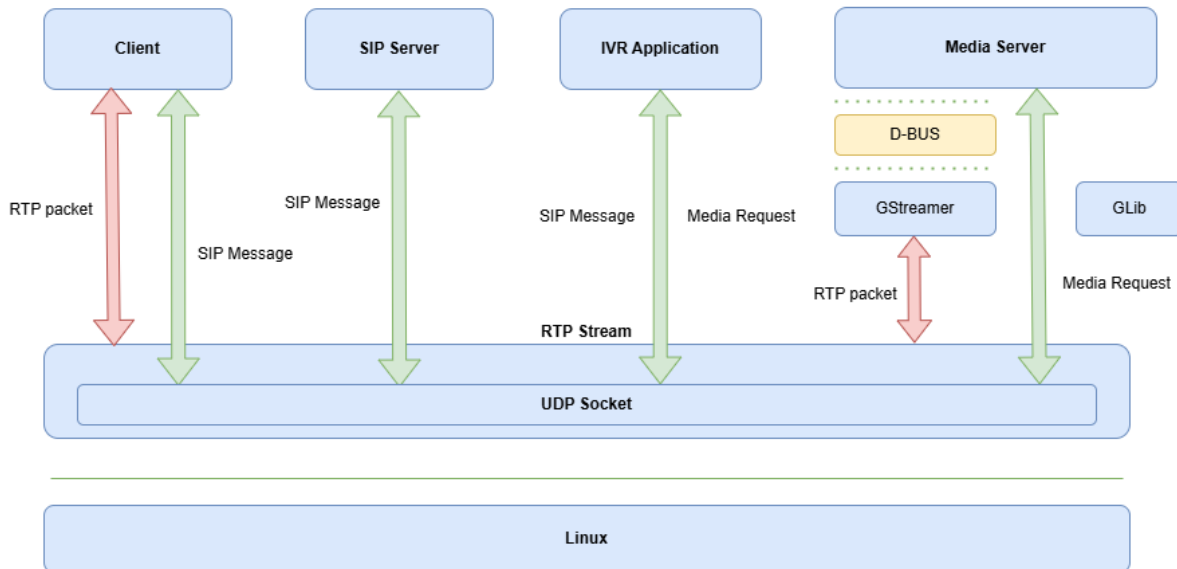 Client
SIP Server
IVR Application
Media Server
D-BUS
GStreamer
GLib
RTP packet
SIP Message
SIP Message
SIP Message
Media Request
RTP packet
Media Request
RTP Stream
UDP Socket
Linux